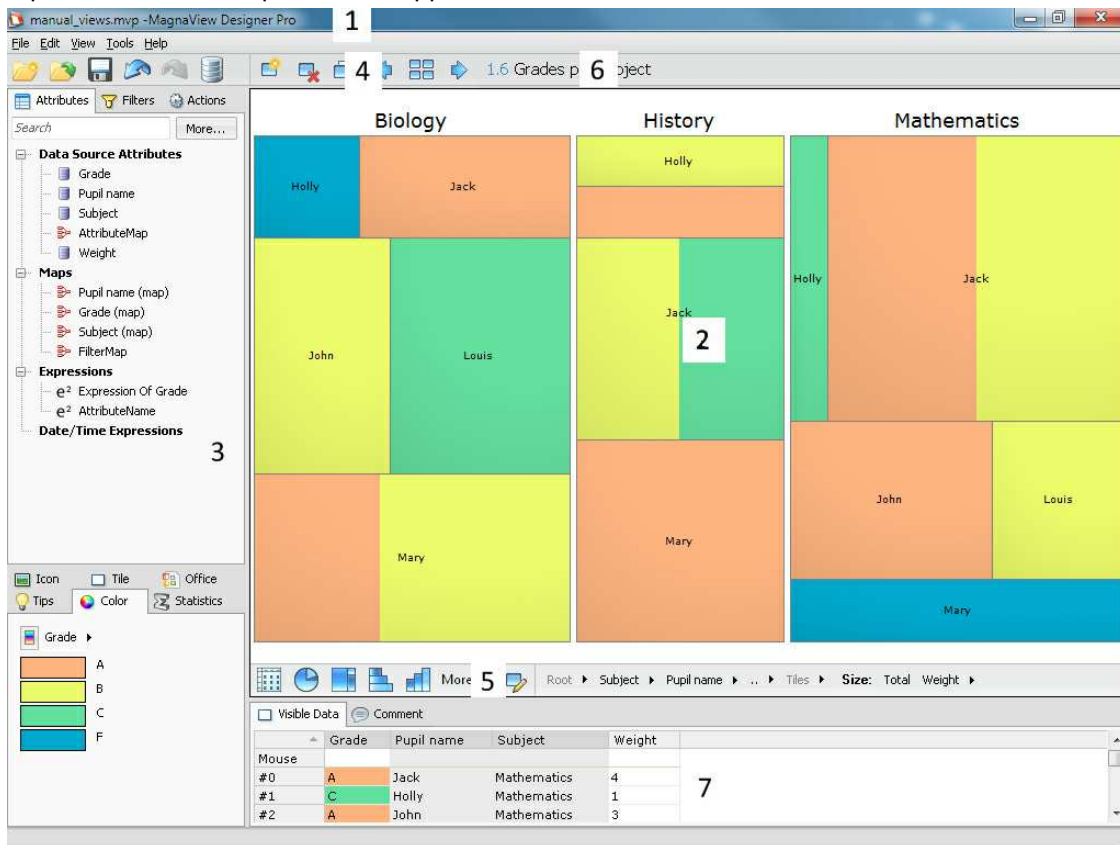 manual_views.mvp -MagnaView Designer Pro
1
File Edit View Tools Help
4
1.6 Grades p
6
oject
Attributes Filters Actions
Search More...
Data Source Attributes
Grade
Pupil name
Subject
AttributeMap
Weight
Maps
Pupil name (map)
Grade (map)
Subject (map)
FilterMap
Expressions
e² Expression Of Grade
e² AttributeName
Date/Time Expressions
3
Biology History Mathematics
Holly Jack
John Louis
Mary
Holly
Jack
2
Mary
Holly Jack
John Louis
Mary
Icon Tile Office
Tips Color Statistics
Grade
A
B
C
F
More 5 Root Subject Pupil name .. Tiles Size: Total Weight
Visible Data Comment
Grade Pupil name Subject Weight
Mouse
#0 A Jack Mathematics 4
#1 C Holly Mathematics 1
#2 A John Mathematics 3
7